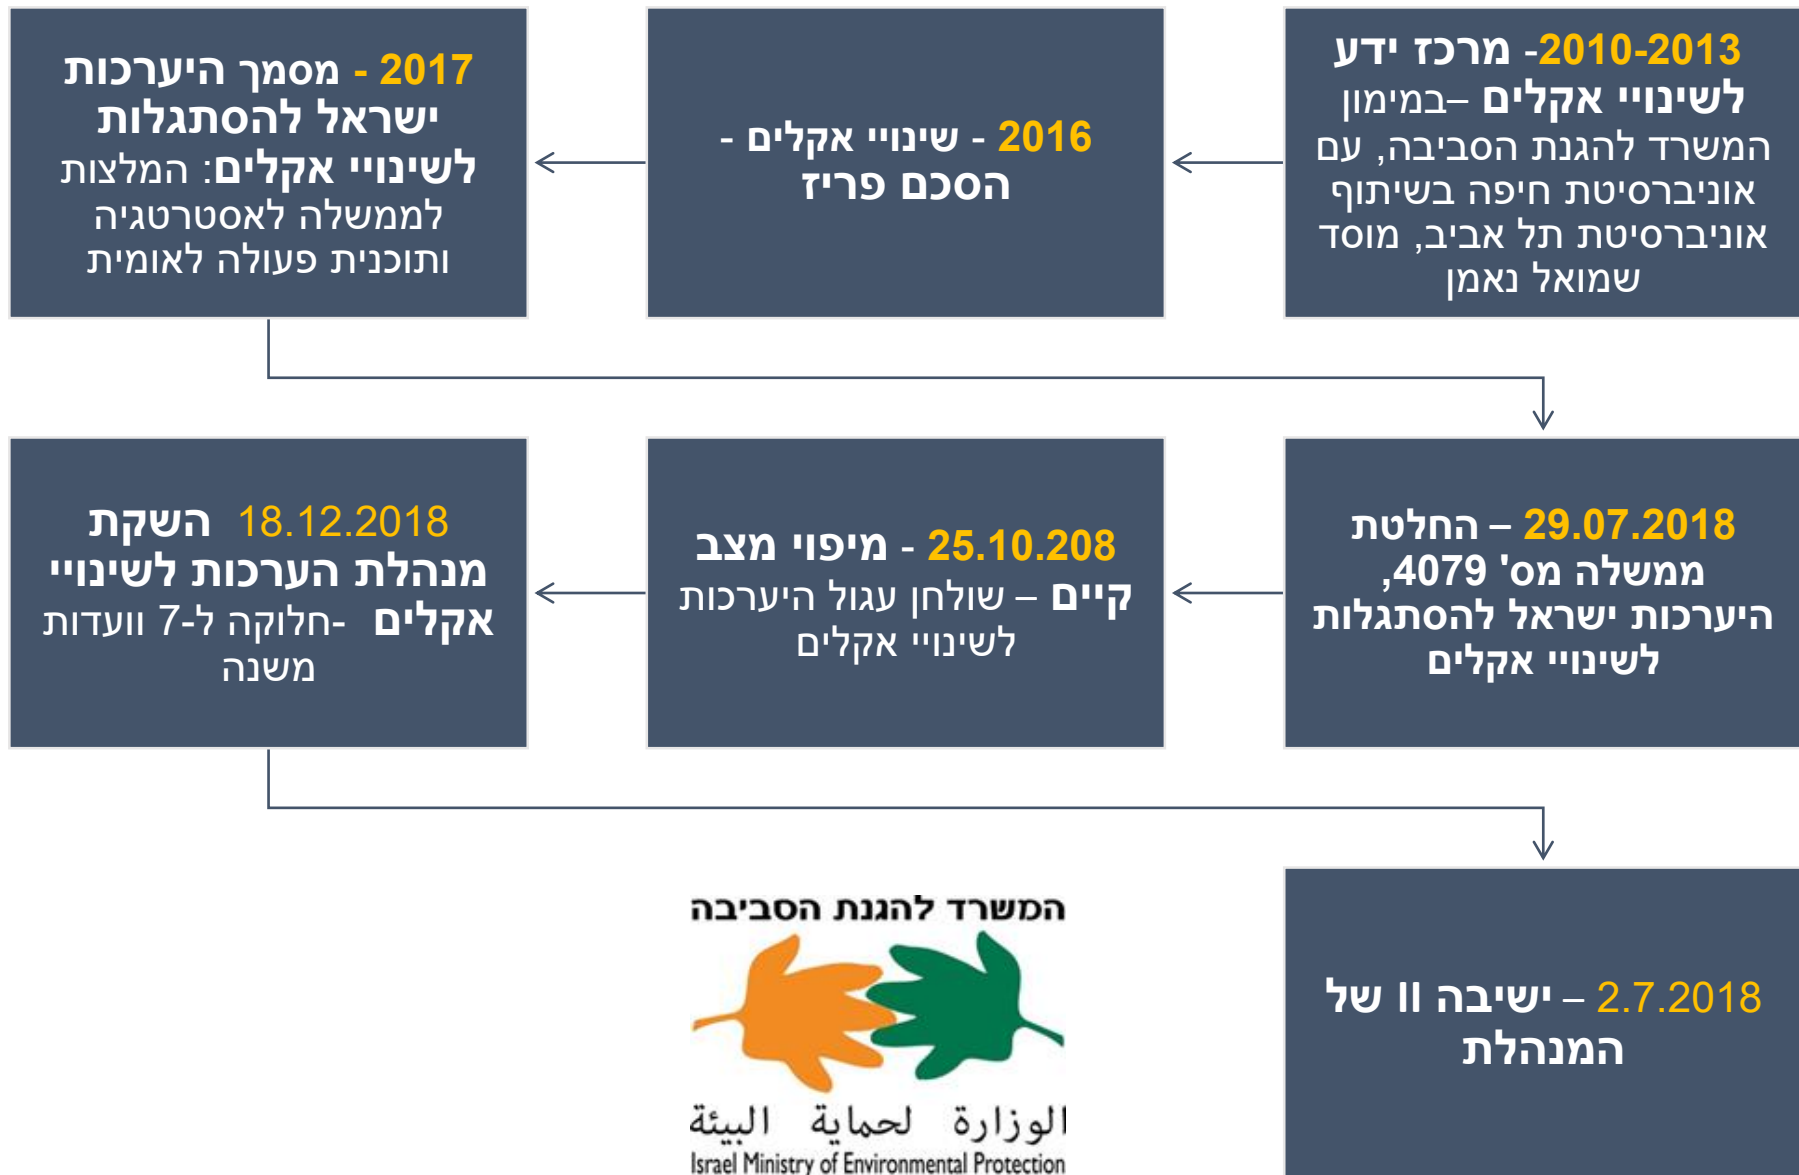 2010-2013- מרכז ידע
לשינויי אקלים –במימון
המשרד להגנת הסביבה, עם
אוניברסיטת חיפה בשיתוף
אוניברסיטת תל אביב, מוסד
שמואל נאמן
2016 - שינויי אקלים -
הסכם פריז
2017 - מסמך היערכות
ישראל להסתגלות
לשינויי אקלים: המלצות
לממשלה לאסטרטגיה
ותוכנית פעולה לאומית
29.07.2018 – החלטת
ממשלה מס' 4079,
היערכות ישראל להסתגלות
לשינויי אקלים
25.10.208 - מיפוי מצב
קיים – שולחן עגול היערכות
לשינויי אקלים
18.12.2018 השקת
מנהלת הערכות לשינויי
אקלים -חלוקה ל-7 וועדות
משנה
2.7.2018 – ישיבה II של
המנהלת
המשרד להגנת הסביבה
الوزارة لحماية البيئة
Israel Ministry of Environmental Protection